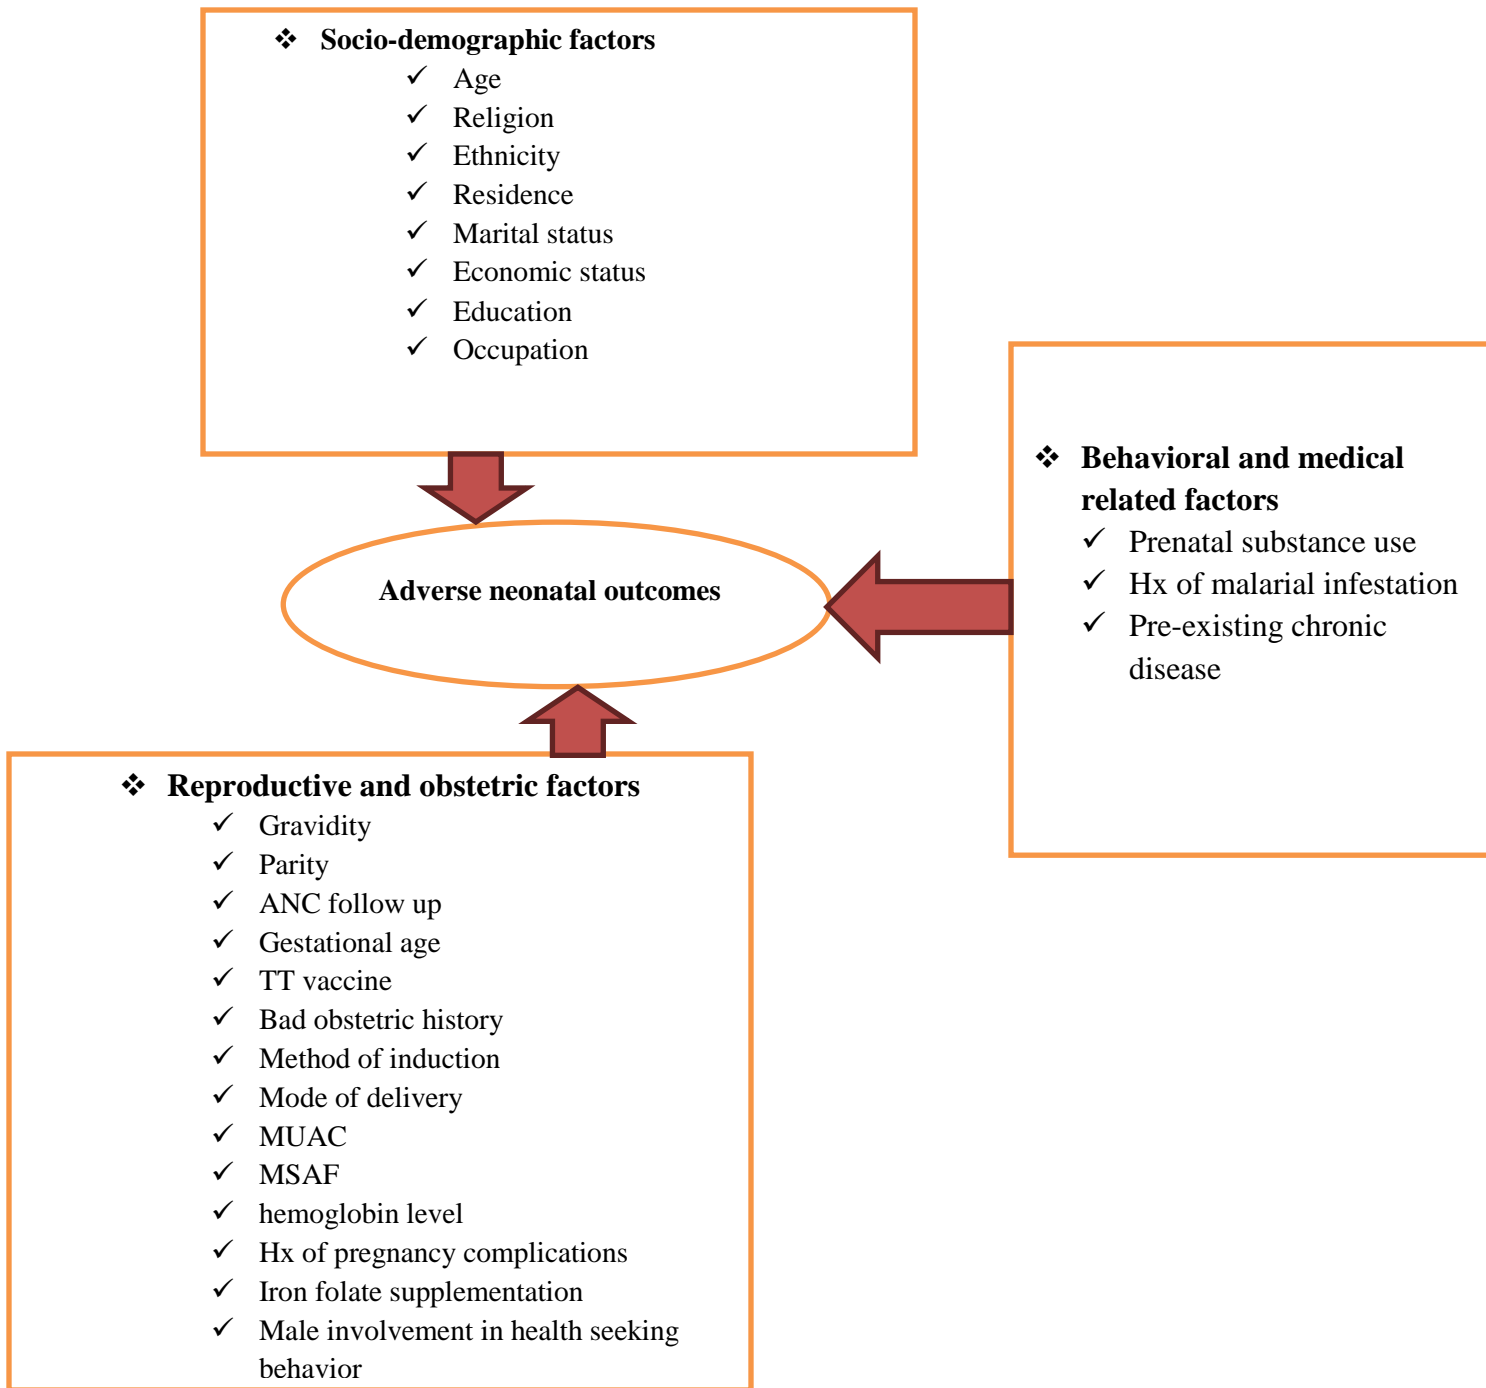 ❖ Socio-demographic factors
✓ Age
✓ Religion
✓ Ethnicity
✓ Residence
✓ Marital status
✓ Economic status
✓ Education
✓ Occupation
❖ Behavioral and medical
related factors
✓ Prenatal substance use
✓ Hx of malarial infestation
✓ Pre-existing chronic
disease
Adverse neonatal outcomes
❖ Reproductive and obstetric factors
✓ Gravidity
✓ Parity
✓ ANC follow up
✓ Gestational age
✓ TT vaccine
✓ Bad obstetric history
✓ Method of induction
✓ Mode of delivery
✓ MUAC
✓ MSAF
✓ hemoglobin level
✓ Hx of pregnancy complications
✓ Iron folate supplementation
✓ Male involvement in health seeking
behavior